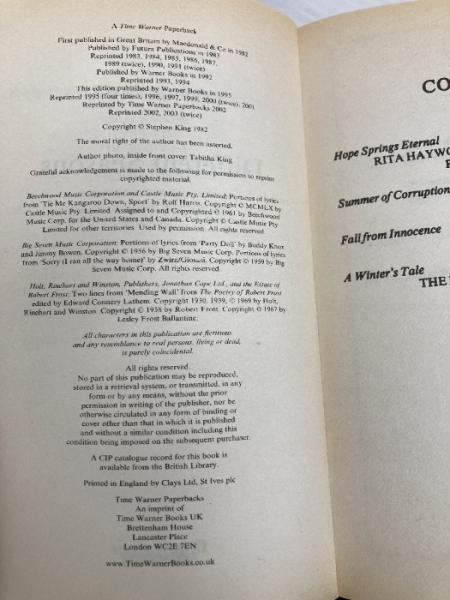 A Time Warner Paperback
First published in Great Britain by Macdonald & Co in 1982
Published by Futura Publications in 1983
Reprinted 1983, 1984, 1985, 1986, 1987,
1989 (twice), 1990, 1991 (twice)
Published by Warner Books in 1992
Reprinted 1993, 1994
This edition published by Warner Books in 1995
Reprinted 1995 (four times), 1996, 1997, 1999, 2000 (twice), 2001
Reprinted by Time Warner Paperbacks 2002
Reprinted 2002, 2003 (twice)
Copyright © Stephen King 1982
The moral right of the author has been asserted.
Author photo, inside front cover: Tabitha King
Grateful acknowledgement is made to the following for permission to reprint
copyrighted material.
Beechwood Music Corporation and Castle Music Pty. Limited: Portions of lyrics
from 'Tie Me Kangaroo Down, Sport' by Rolf Harris. Copyright © MCMLX by
Castle Music Pty. Limited. Assigned to and Copyrighted © 1961 by Beechwood
Music Corp. for the United States and Canada. Copyright © Castle Music Pty.
Limited for other territories. Used by permission. All rights reserved
Big Seven Music Corporation: Portions of lyrics from 'Party Doll' by Buddy Knox
and Jimmy Bowen. Copyright © 1956 by Big Seven Music Corp. Portions of lyrics
from 'Sorry (I ran all the way home)' by Zwirn/Giosasi. Copyright © 1959 by Big
Seven Music Corp. All rights reserved.
Holt, Rinehart and Winston, Publishers, Jonathan Cape Ltd., and the Estate of
Robert Frost: Two lines from 'Mending Wall' from The Poetry of Robert Frost
edited by Edward Connery Lathem. Copyright 1930, 1939, © 1969 by Holt,
Rinehart and Winston. Copyright © 1958 by Robert Frost. Copyright © 1967 by
Lesley Frost Ballantine.
All characters in this publication are fictitious
and any resemblance to real persons, living or dead,
is purely coincidental.
All rights reserved.
No part of this publication may be reproduced,
stored in a retrieval system, or transmitted, in any
form or by any means, without the prior
permission in writing of the publisher, nor be
otherwise circulated in any form of binding or
cover other than that in which it is published
and without a similar condition including this
condition being imposed on the subsequent purchaser.
A CIP catalogue record for this book is
available from the British Library.
Printed in England by Clays Ltd, St Ives plc
Time Warner Paperbacks
An imprint of
Time Warner Books UK
Brettenham House
Lancaster Place
London WC2E 7EN
www.TimeWarnerBooks.co.uk
CO
Hope Springs Eternal
RITA HAYWO
Summer of Corruption
Fall from Innocence
A Winter's Tale
THE